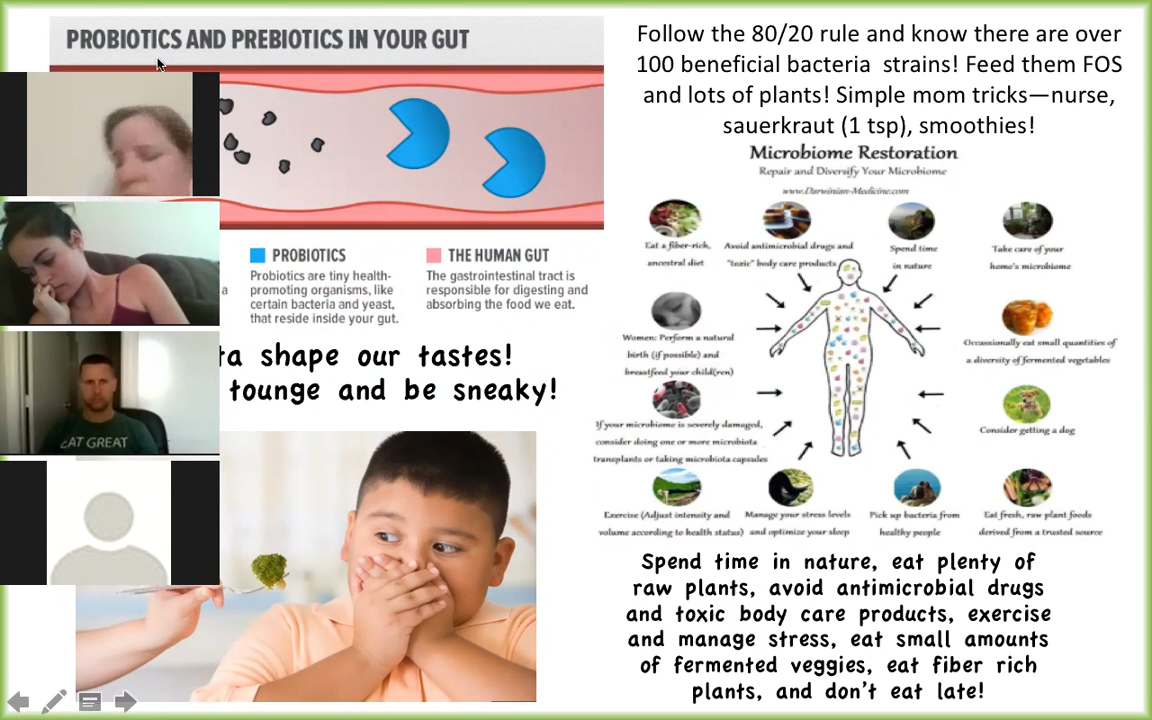 PROBIOTICS AND PREBIOTICS IN YOUR GUT
PROBIOTICS
Probiotics are tiny health-
promoting organisms, like
certain bacteria and yeast,
that reside inside your gut.
THE HUMAN GUT
The gastrointestinal tract is
responsible for digesting and
absorbing the food we eat.
a
ta shape our tastes!
tounge and be sneaky!
EAT GREAT
Follow the 80/20 rule and know there are over
100 beneficial bacteria strains! Feed them FOS
and lots of plants! Simple mom tricks—nurse,
sauerkraut (1 tsp), smoothies!
Microbiome Restoration
Repair and Diversify Your Microbiome
www.Darwinian-Medicine.com
Eat a fiber-rich,
ancestral diet
Avoid antimicrobial drugs and
"toxic" body care products
Spend time
in nature
Take care of your
home's microbiome
Women: Perform a natural
birth (if possible) and
breastfeed your child(ren)
Occassionally eat small quantities of
a diversity of fermented vegetables
If your microbiome is severely damaged,
consider doing one or more microbiota
transplants or taking microbiota capsules
Consider getting a dog
Exercise (Adjust intensity and
volume according to health status)
Manage your stress levels
and optimize your sleep
Pick up bacteria from
healthy people
Eat fresh, raw plant foods
derived from a trusted source
Spend time in nature, eat plenty of
raw plants, avoid antimicrobial drugs
and toxic body care products, exercise
and manage stress, eat small amounts
of fermented veggies, eat fiber rich
plants, and don't eat late!